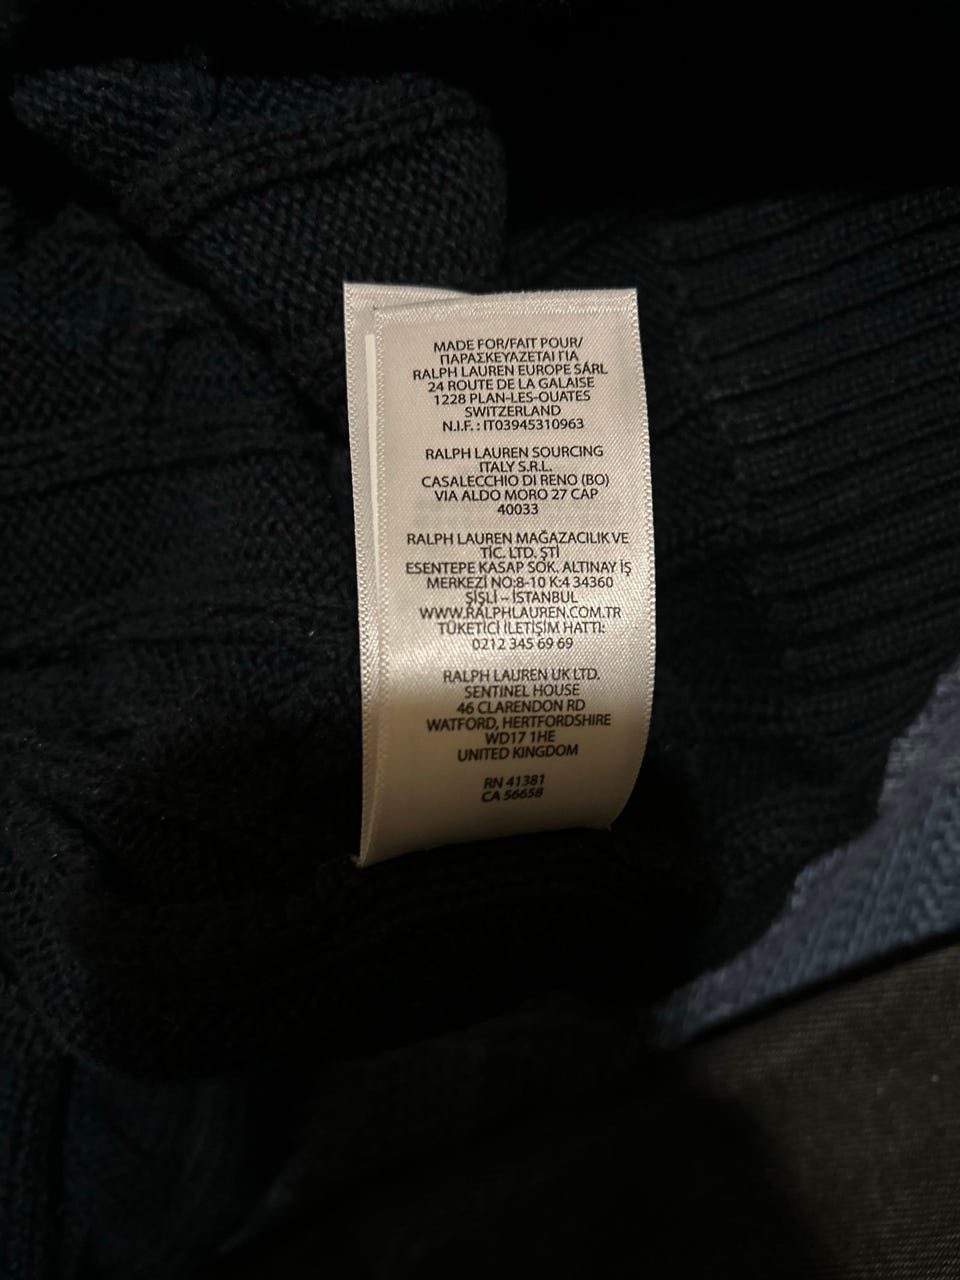 MADE FOR/FAIT POUR/
ΠΑΡΑΣΚΕΥΑΖΕΤΑΙ ΓΙΑ
RALPH LAUREN EUROPE SÁRL
24 ROUTE DE LA GALAISE
1228 PLAN-LES-OUATES
SWITZERLAND
N.I.F. : IT03945310963
RALPH LAUREN SOURCING
ITALY S.R.L.
CASALECCHIO DI RENO (BO)
VIA ALDO MORO 27 CAP
40033
RALPH LAUREN MAĞAZACILIK VE
TİC. LTD. ŞTİ
ESENTEPE KASAP SOK. ALTINAY İŞ
MERKEZİ NO:8-10 K:4 34360
ŞİŞLİ – İSTANBUL
WWW.RALPHLAUREN.COM.TR
TÜKETİCİ İLETİŞİM HATTI:
0212 345 69 69
RALPH LAUREN UK LTD.
SENTINEL HOUSE
46 CLARENDON RD
WATFORD, HERTFORDSHIRE
WD17 1HE
UNITED KINGDOM
RN 41381
CA 56658